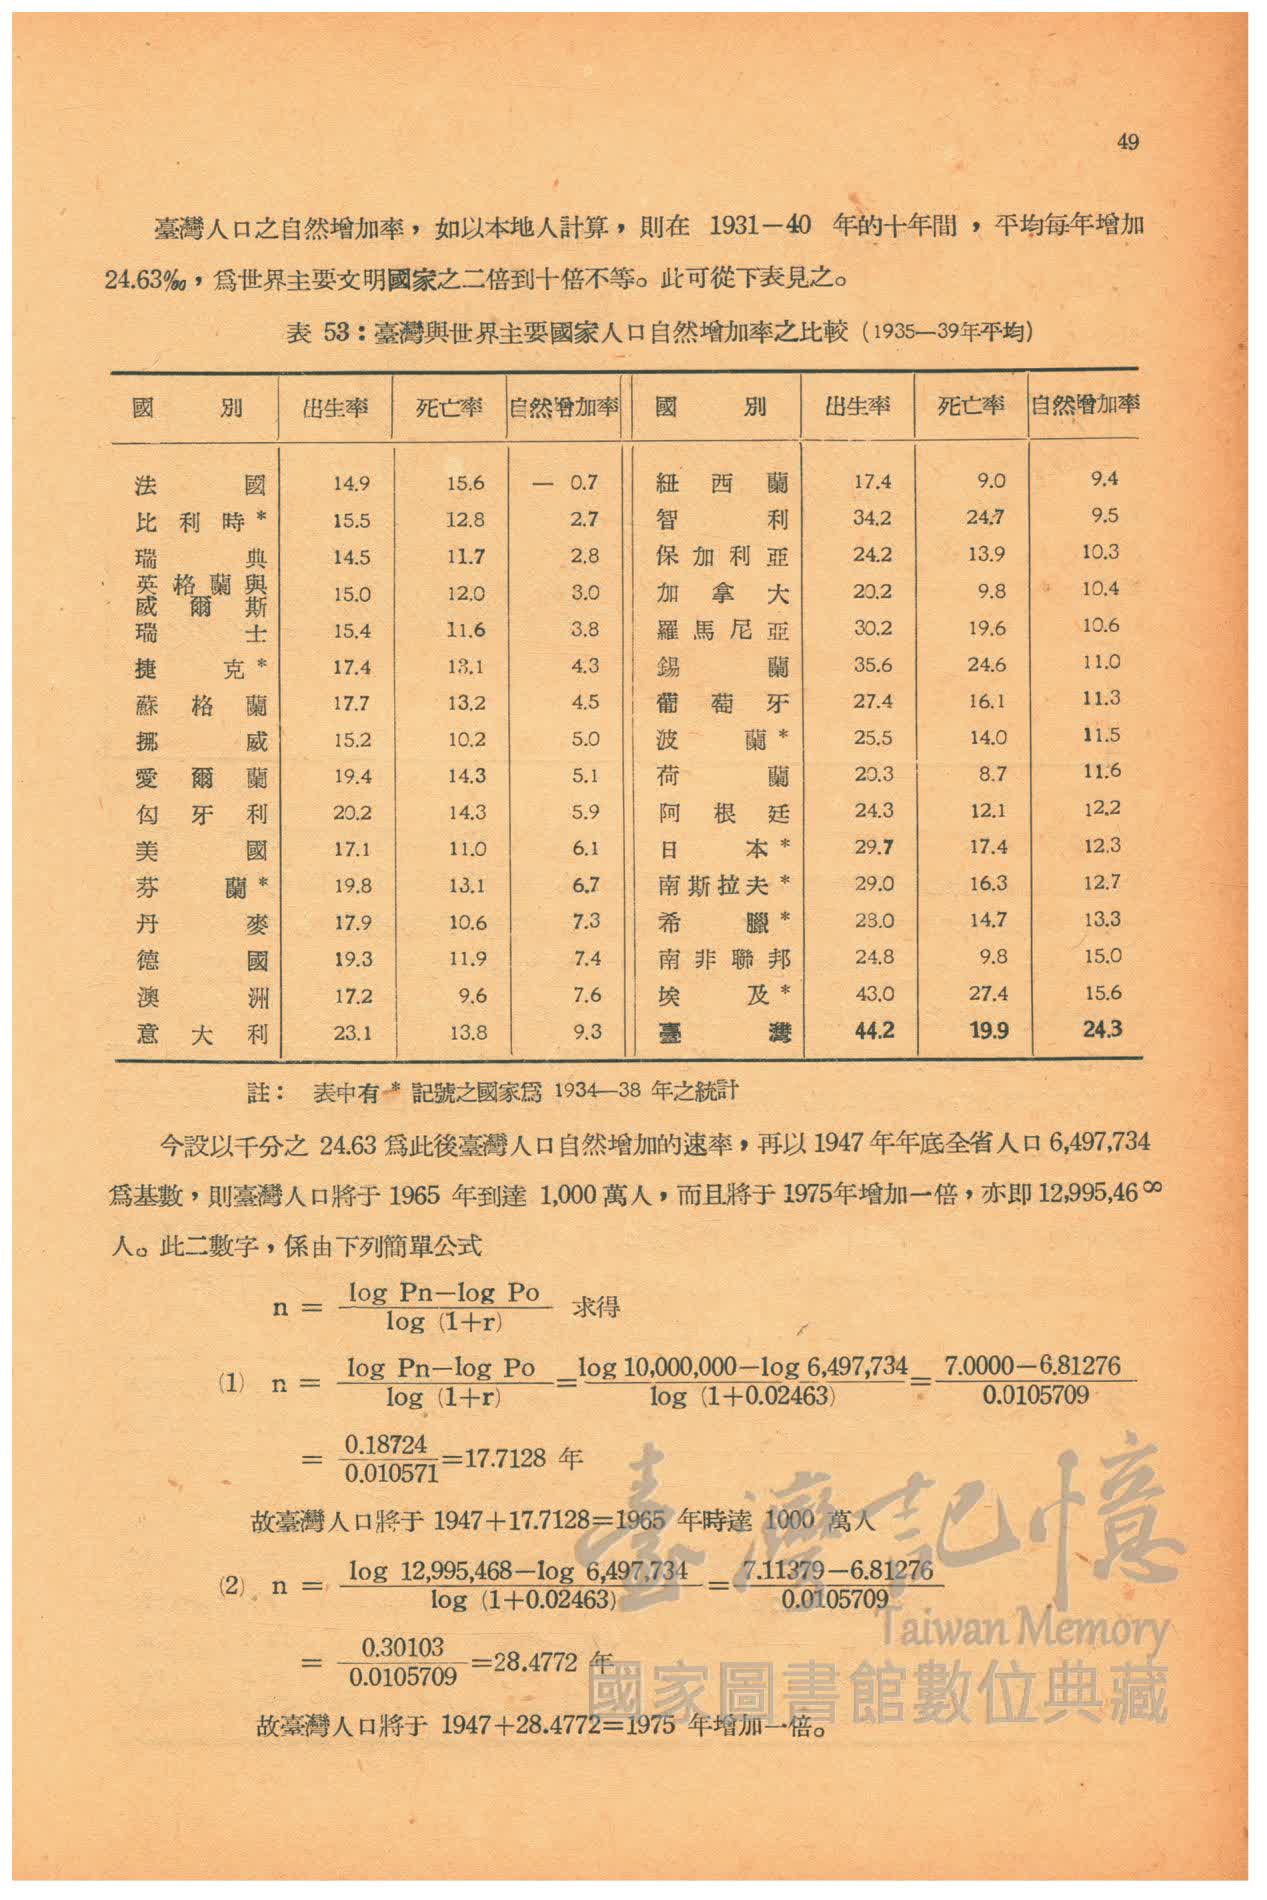 49
臺灣人口之自然增加率，如以本地人計算，則在 1931－40 年的十年間，平均每年增加
24.63‰，爲世界主要文明國家之二倍到十倍不等。此可從下表見之。
表 53：臺灣與世界主要國家人口自然增加率之比較（1935—39年平均）
國別 出生率 死亡率 自然增加率 國別 出生率 死亡率 自然增加率
法國 14.9 15.6 — 0.7 紐西蘭 17.4 9.0 9.4
比利時* 15.5 12.8 2.7 智利 34.2 24.7 9.5
瑞典 14.5 11.7 2.8 保加利亞 24.2 13.9 10.3
英格蘭與威爾斯 15.0 12.0 3.0 加拿大 20.2 9.8 10.4
瑞士 15.4 11.6 3.8 羅馬尼亞 30.2 19.6 10.6
捷克* 17.4 13.1 4.3 錫蘭 35.6 24.6 11.0
蘇格蘭 17.7 13.2 4.5 葡萄牙 27.4 16.1 11.3
挪威 15.2 10.2 5.0 波蘭* 25.5 14.0 11.5
愛爾蘭 19.4 14.3 5.1 荷蘭 20.3 8.7 11.6
匈牙利 20.2 14.3 5.9 阿根廷 24.3 12.1 12.2
美國 17.1 11.0 6.1 日本* 29.7 17.4 12.3
芬蘭* 19.8 13.1 6.7 南斯拉夫* 29.0 16.3 12.7
丹麥 17.9 10.6 7.3 希臘* 28.0 14.7 13.3
德國 19.3 11.9 7.4 南非聯邦 24.8 9.8 15.0
澳洲 17.2 9.6 7.6 埃及* 43.0 27.4 15.6
意大利 23.1 13.8 9.3 臺灣 44.2 19.9 24.3
註： 表中有 * 記號之國家爲 1934—38 年之統計
今設以千分之 24.63 爲此後臺灣人口自然增加的速率，再以 1947 年年底全省人口 6,497,734
爲基數，則臺灣人口將于 1965 年到達 1,000 萬人，而且將于 1975年增加一倍，亦即 12,995,468
人。此二數字，係由下列簡單公式
n = log Pn—log Po / log (1+r) 求得
(1) n = log Pn—log Po / log (1+r) = log 10,000,000—log 6,497,734 / log (1+0.02463) = 7.0000—6.81276 / 0.0105709
= 0.18724 / 0.010571 =17.7128 年
故臺灣人口將于 1947+17.7128=1965 年時達 1000 萬人
(2) n = log 12,995,468—log 6,497,734 / log (1+0.02463) = 7.11379—6.81276 / 0.0105709
= 0.30103 / 0.0105709 =28.4772 年
故臺灣人口將于 1947+28.4772=1975 年增加一倍。
臺灣記憶
Taiwan Memory
國家圖書館數位典藏